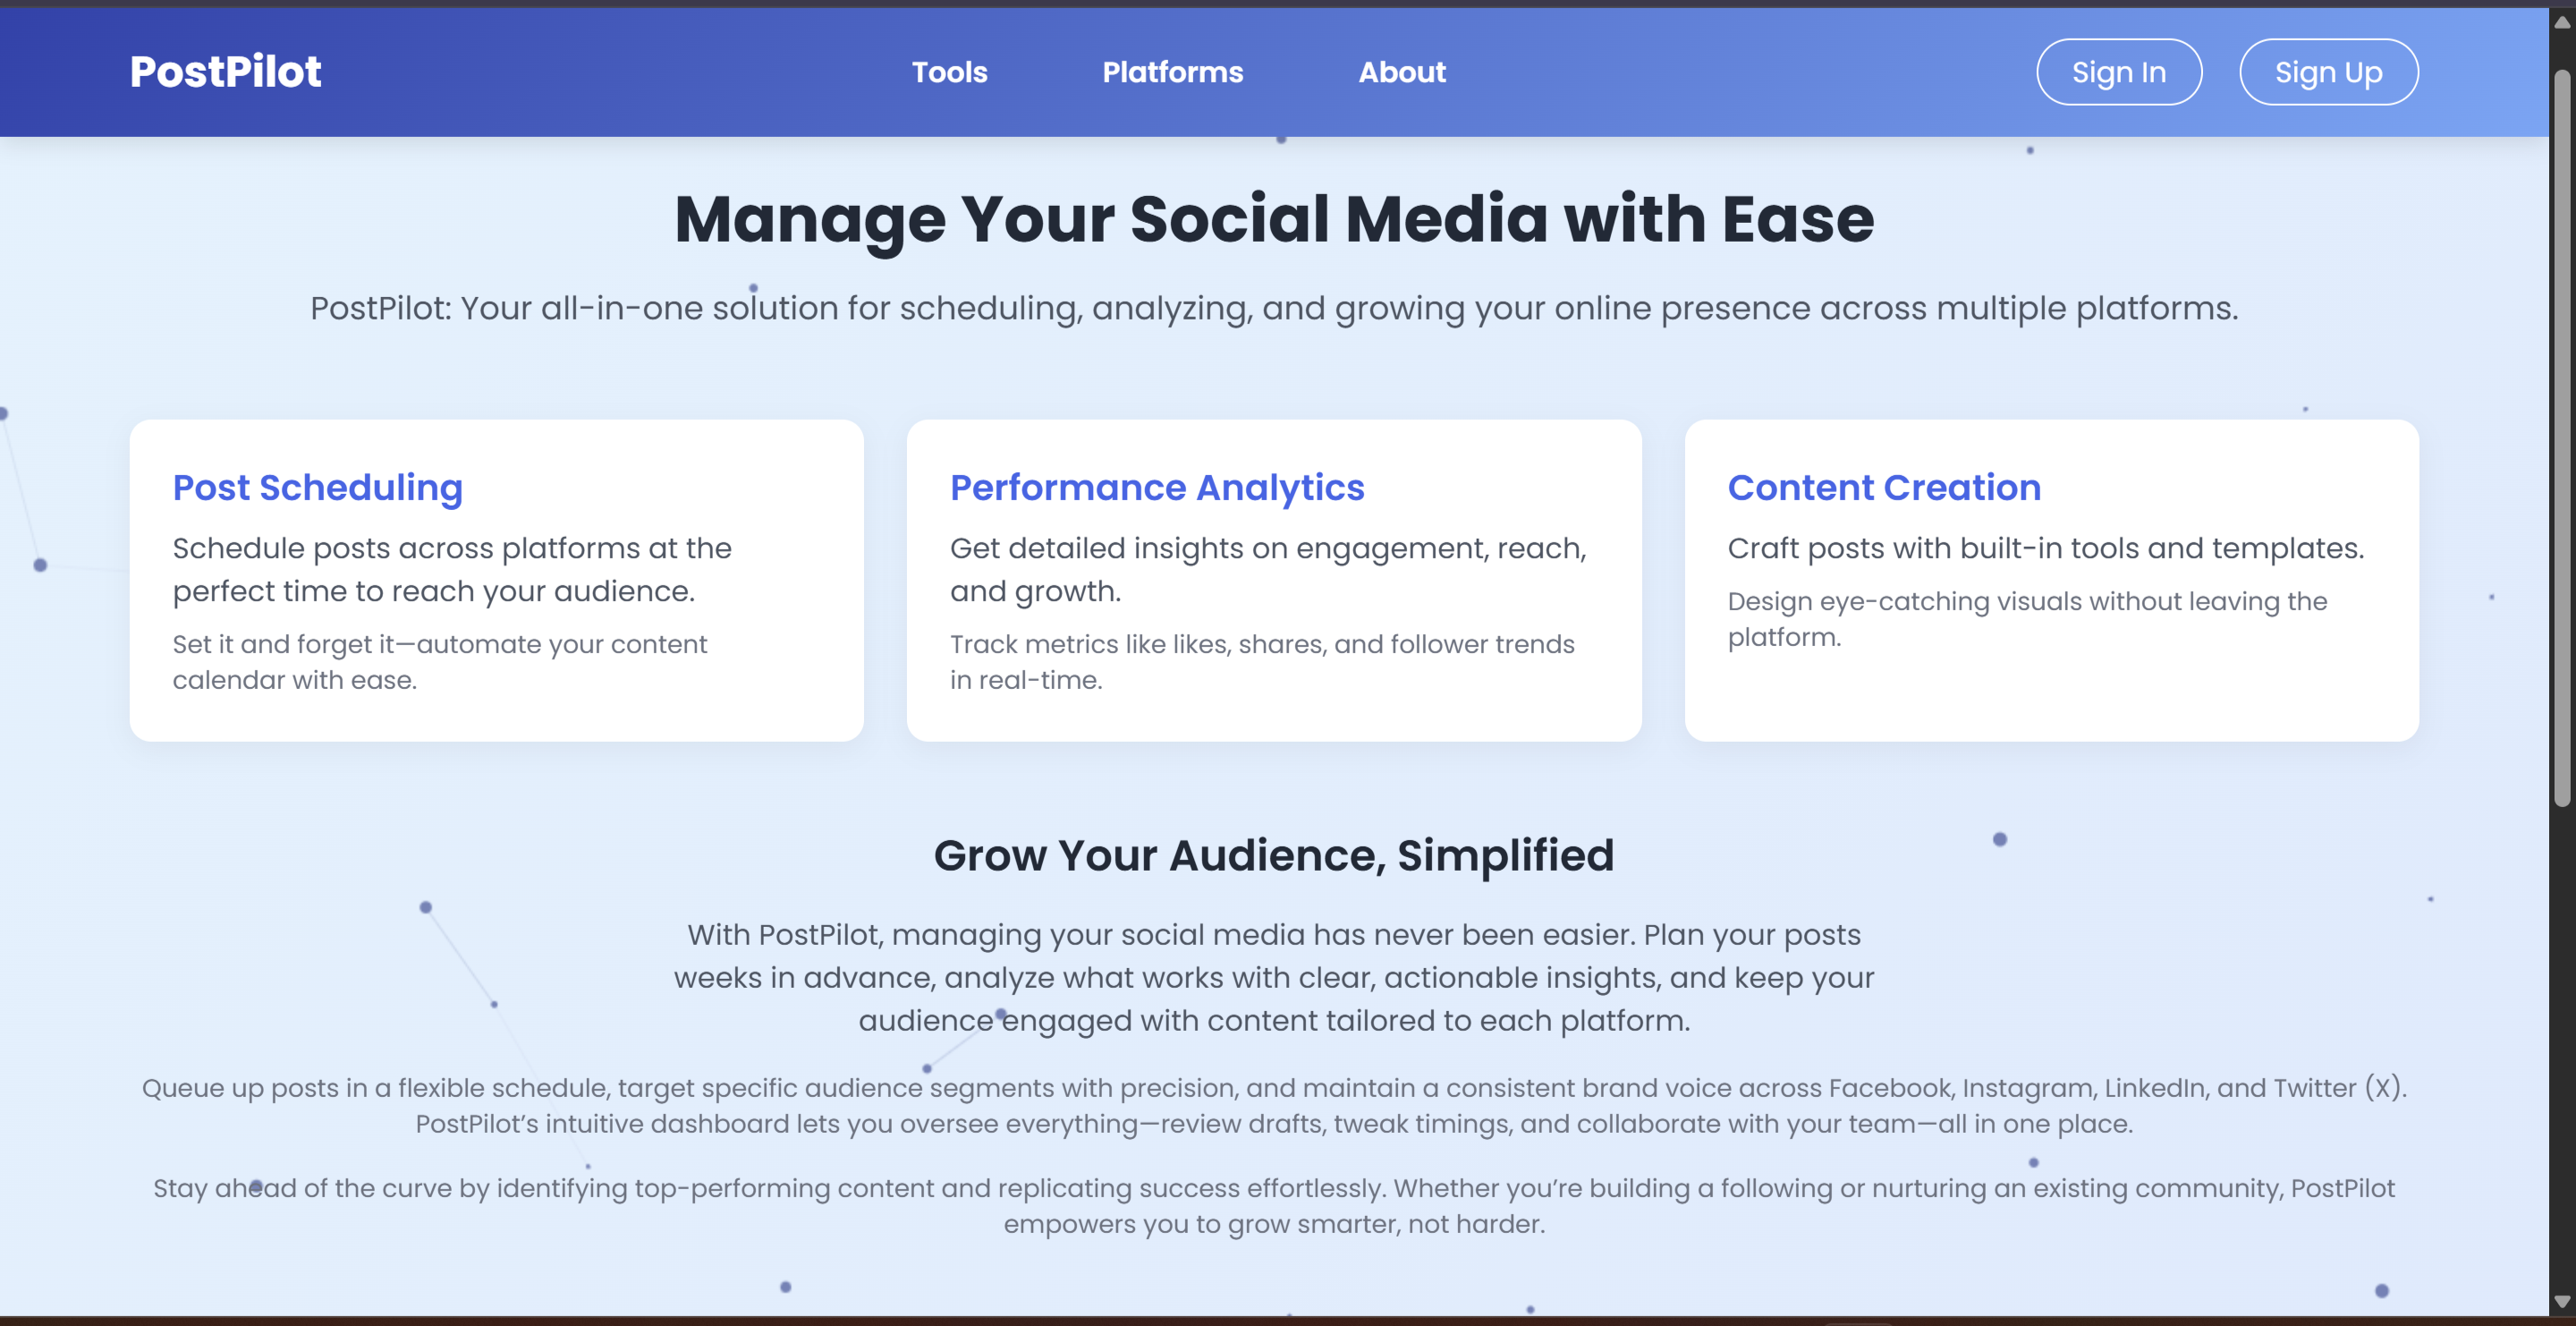 PostPilot
Tools
Platforms
About
Sign In
Sign Up
Manage Your Social Media with Ease
PostPilot: Your all-in-one solution for scheduling, analyzing, and growing your online presence across multiple platforms.
Post Scheduling
Schedule posts across platforms at the
perfect time to reach your audience.
Set it and forget it—automate your content
calendar with ease.
Performance Analytics
Get detailed insights on engagement, reach,
and growth.
Track metrics like likes, shares, and follower trends
in real-time.
Content Creation
Craft posts with built-in tools and templates.
Design eye-catching visuals without leaving the
platform.
Grow Your Audience, Simplified
With PostPilot, managing your social media has never been easier. Plan your posts
weeks in advance, analyze what works with clear, actionable insights, and keep your
audience engaged with content tailored to each platform.
Queue up posts in a flexible schedule, target specific audience segments with precision, and maintain a consistent brand voice across Facebook, Instagram, LinkedIn, and Twitter (X).
PostPilot’s intuitive dashboard lets you oversee everything—review drafts, tweak timings, and collaborate with your team—all in one place.
Stay ahead of the curve by identifying top-performing content and replicating success effortlessly. Whether you’re building a following or nurturing an existing community, PostPilot
empowers you to grow smarter, not harder.